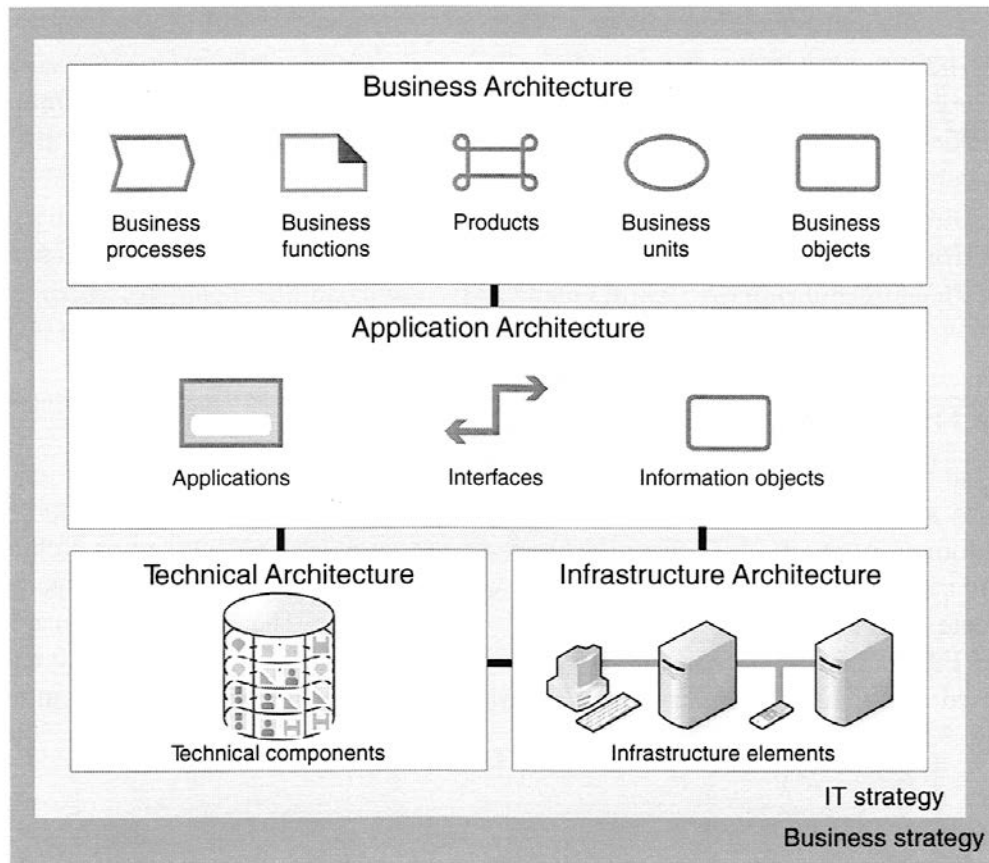 Business Architecture
Business
processes
Business
functions
Products
Business
units
Business
objects
Application Architecture
Applications
Interfaces
Information objects
Technical Architecture
Infrastructure Architecture
Technical components
Infrastructure elements
IT strategy
Business strategy